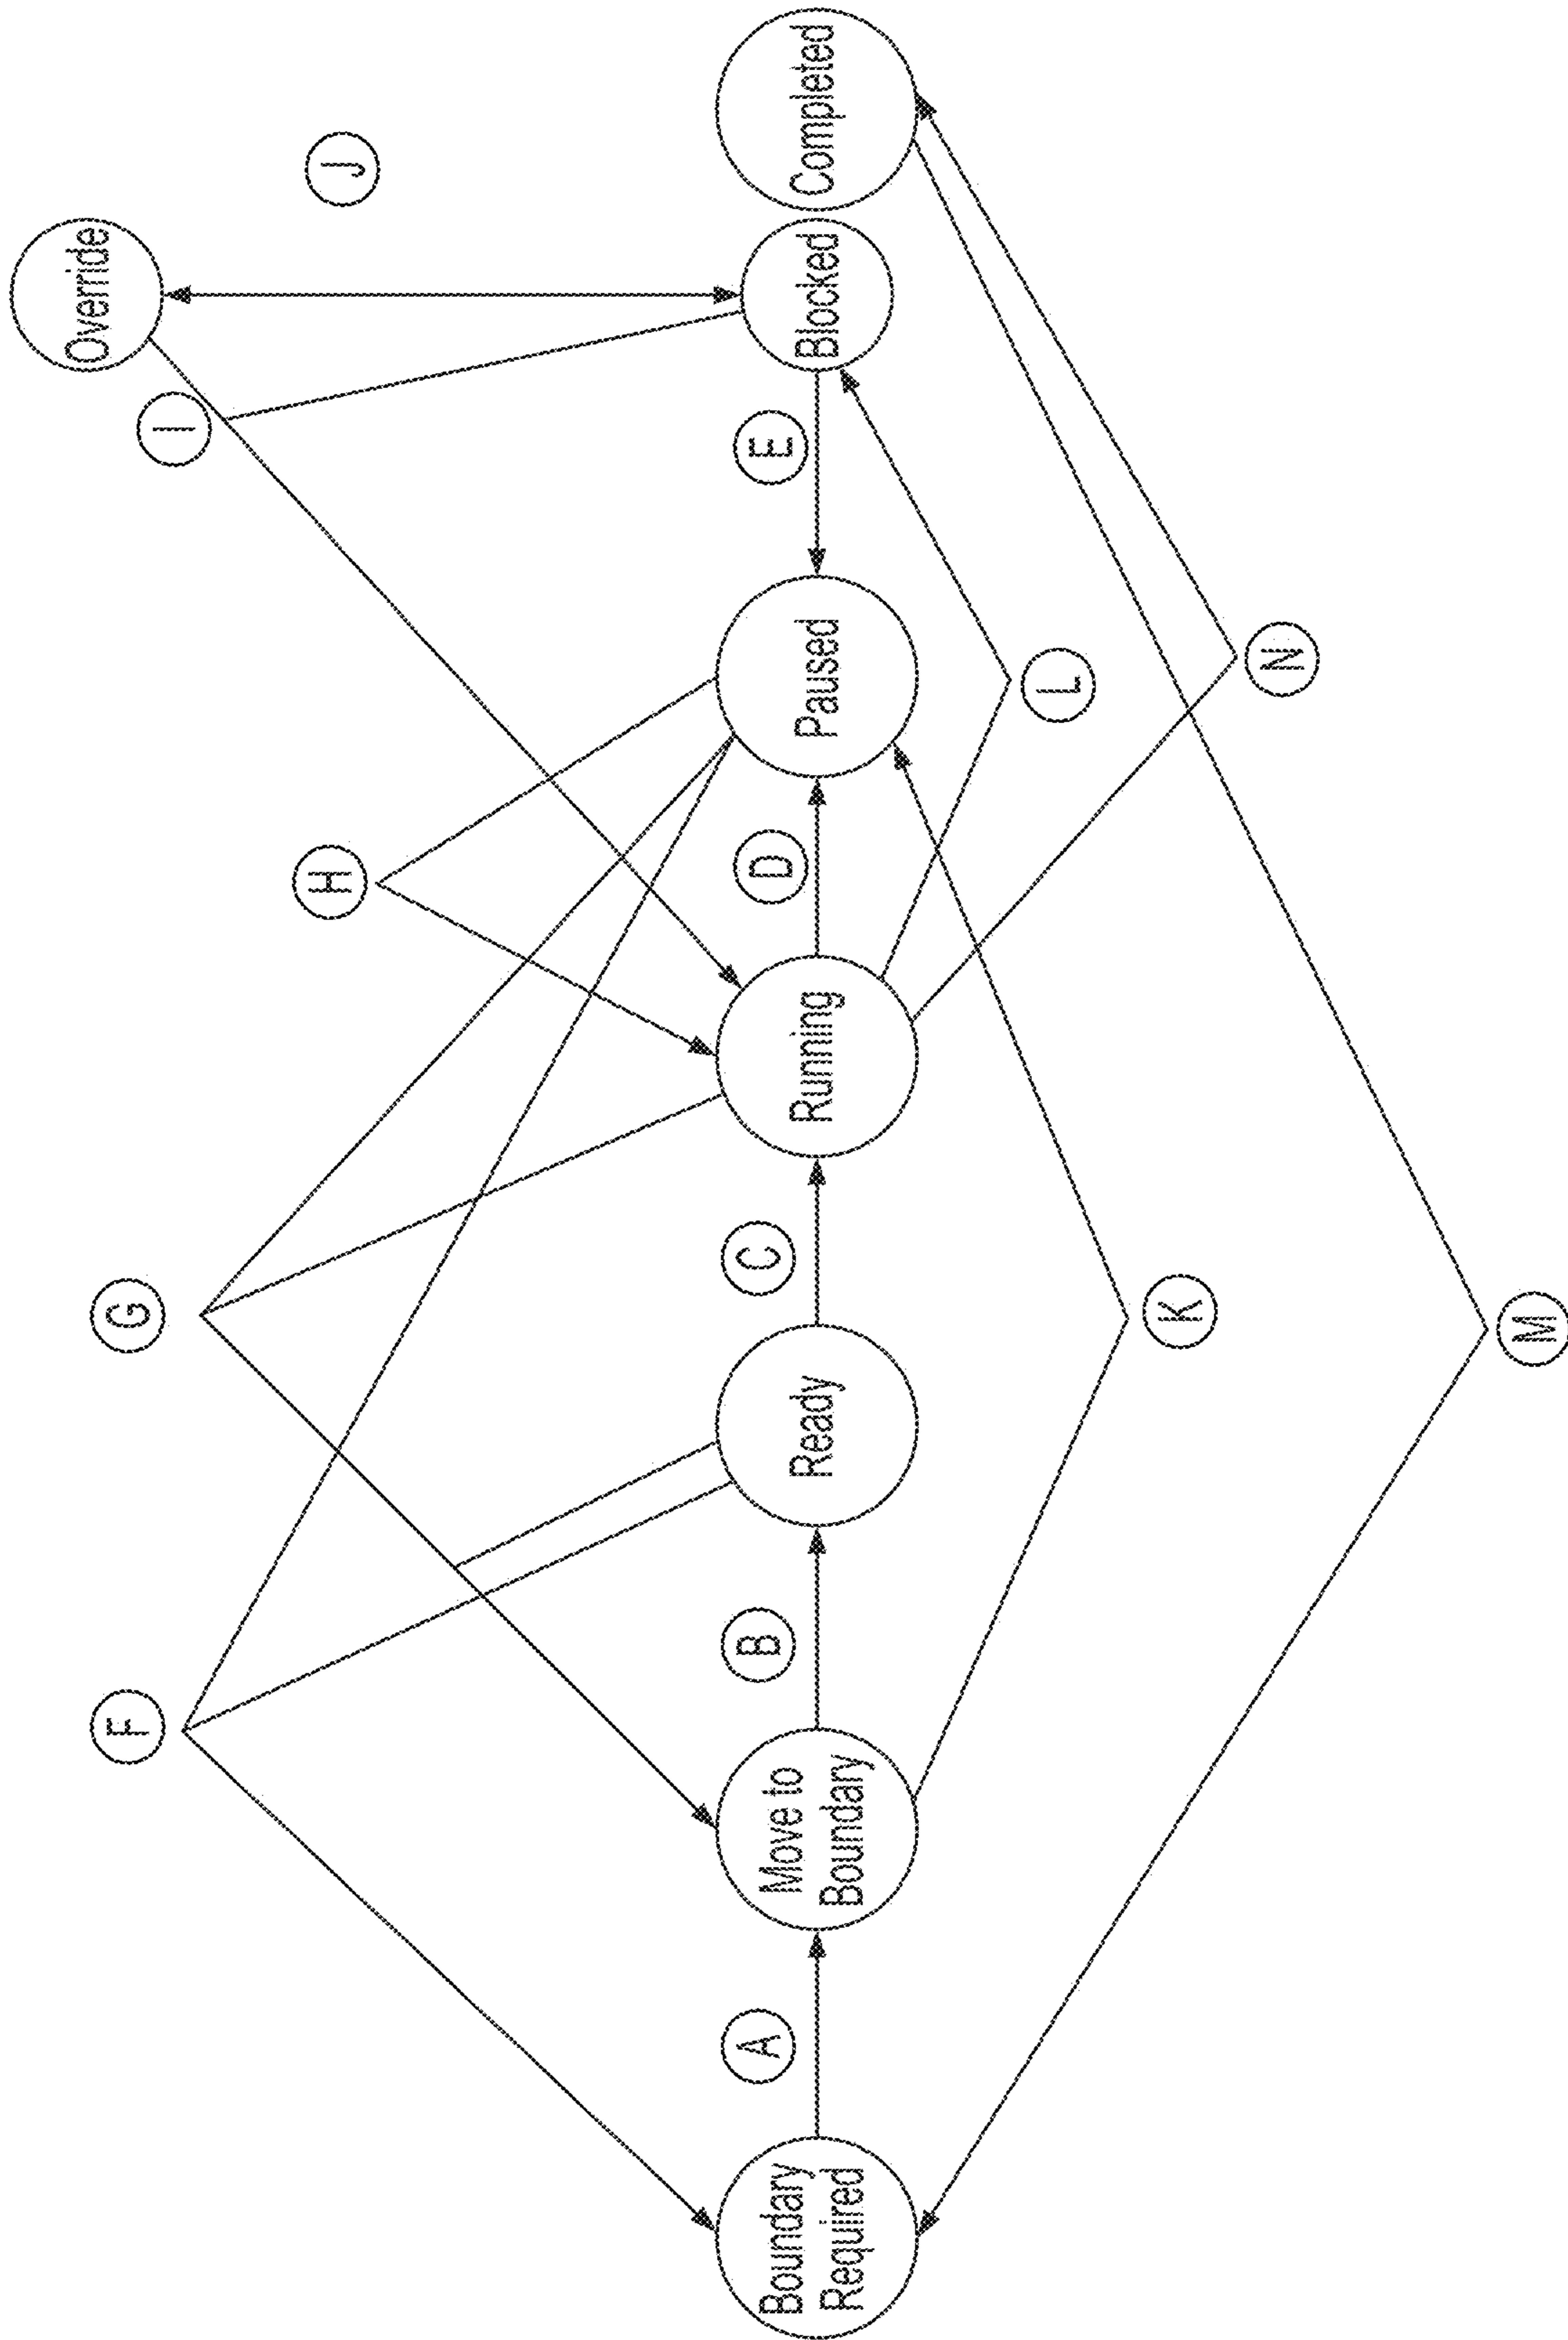 Override
J
I
F
G
H
A
B
C
D
E
Boundary
Required
Move to
Boundary
Ready
Running
Paused
Blocked
Completed
L
K
N
M